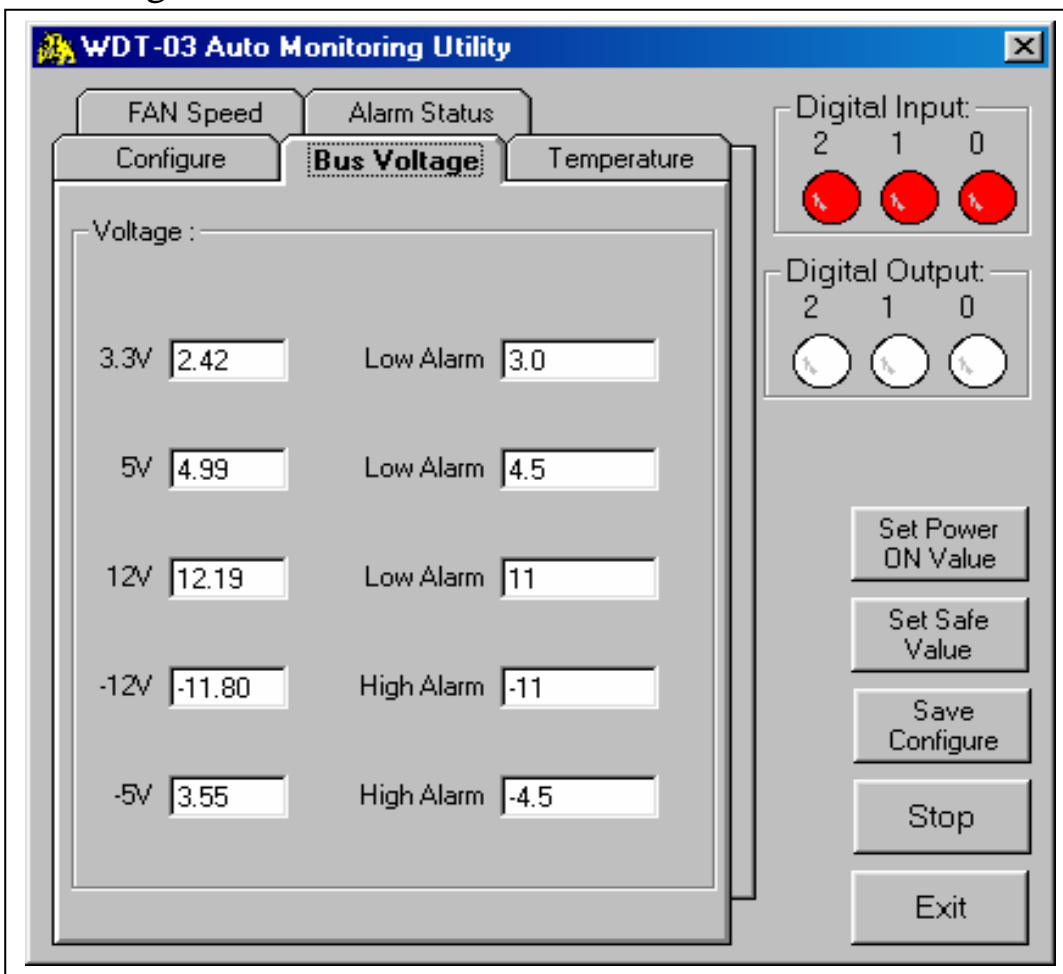 WDT-03 Auto Monitoring Utility
FAN Speed Alarm Status
Configure Bus Voltage Temperature
Voltage :
3.3V 2.42 Low Alarm 3.0
5V 4.99 Low Alarm 4.5
12V 12.19 Low Alarm 11
-12V -11.80 High Alarm -11
-5V 3.55 High Alarm -4.5
Digital Input:
2 1 0
Digital Output:
2 1 0
Set Power
ON Value
Set Safe
Value
Save
Configure
Stop
Exit